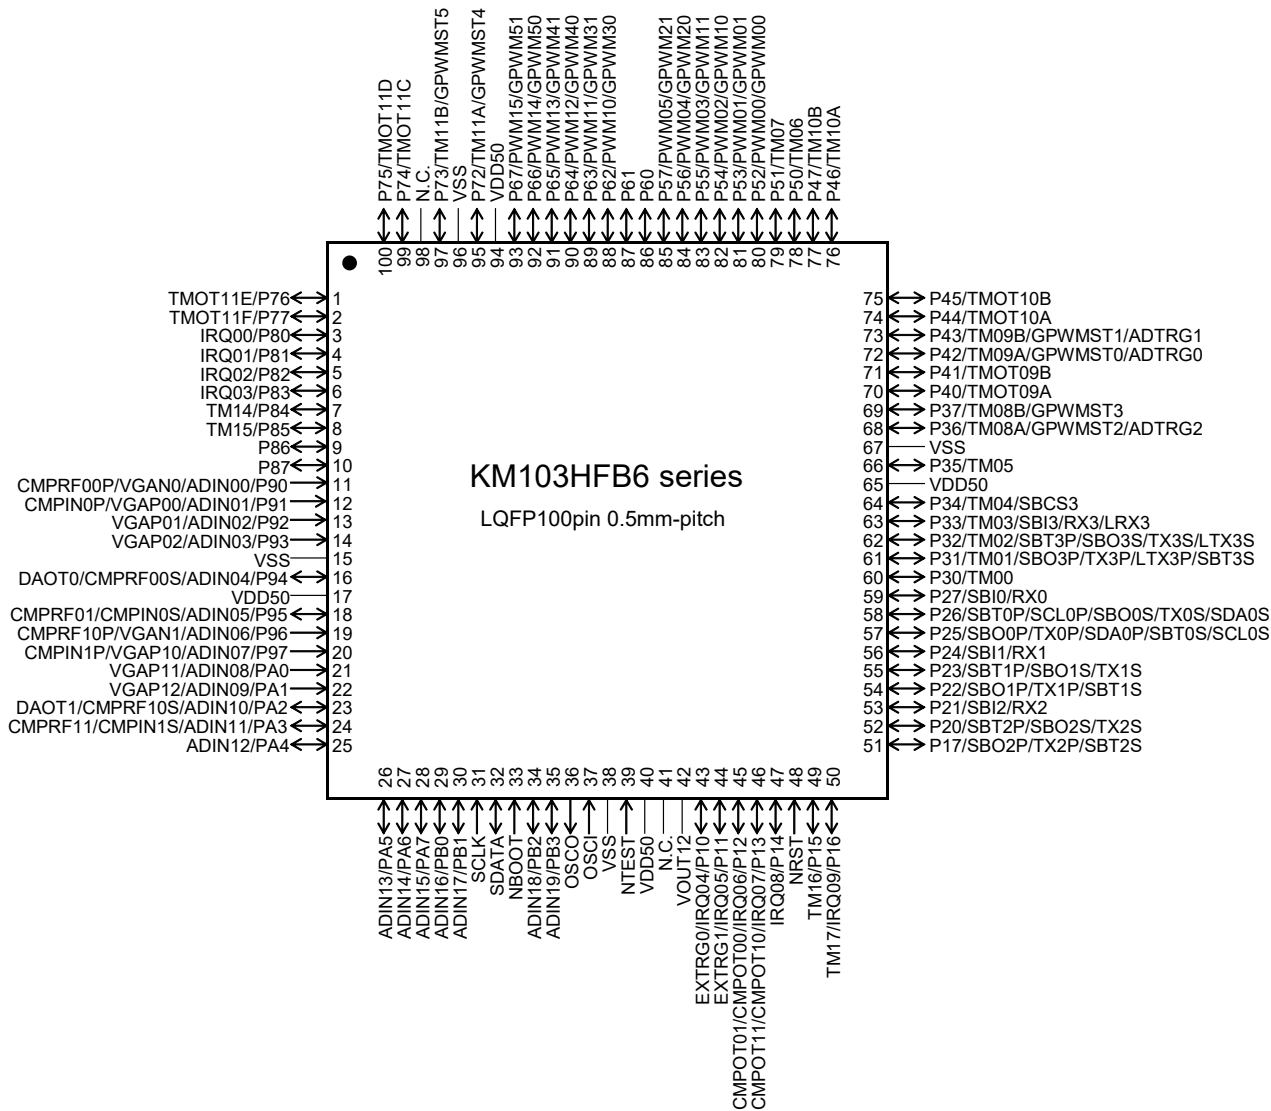 P75/TMOT11D
P74/TMOT11C
N.C.
P73/TM11B/GPWMST5
VSS
P72/TM11A/GPWMST4
VDD50
P67/PWM15/GPWM51
P66/PWM14/GPWM50
P65/PWM13/GPWM41
P64/PWM12/GPWM40
P63/PWM11/GPWM31
P62/PWM10/GPWM30
P61
P60
P57/PWM05/GPWM21
P56/PWM04/GPWM20
P55/PWM03/GPWM11
P54/PWM02/GPWM10
P53/PWM01/GPWM01
P52/PWM00/GPWM00
P51/TM07
P50/TM06
P47/TM10B
P46/TM10A
100 99 98 97 96 95 94 93 92 91 90 89 88 87 86 85 84 83 82 81 80 79 78 77 76
TMOT11E/P76 1
TMOT11F/P77 2
IRQ00/P80 3
IRQ01/P81 4
IRQ02/P82 5
IRQ03/P83 6
TM14/P84 7
TM15/P85 8
P86 9
P87 10
CMPRF00P/VGAN0/ADIN00/P90 11
CMPIN0P/VGAP00/ADIN01/P91 12
VGAP01/ADIN02/P92 13
VGAP02/ADIN03/P93 14
VSS 15
DAOT0/CMPRF00S/ADIN04/P94 16
VDD50 17
CMPRF01/CMPIN0S/ADIN05/P95 18
CMPRF10P/VGAN1/ADIN06/P96 19
CMPIN1P/VGAP10/ADIN07/P97 20
VGAP11/ADIN08/PA0 21
VGAP12/ADIN09/PA1 22
DAOT1/CMPRF10S/ADIN10/PA2 23
CMPRF11/CMPIN1S/ADIN11/PA3 24
ADIN12/PA4 25
KM103HFB6 series
LQFP100pin 0.5mm-pitch
75 P45/TMOT10B
74 P44/TMOT10A
73 P43/TM09B/GPWMST1/ADTRG1
72 P42/TM09A/GPWMST0/ADTRG0
71 P41/TMOT09B
70 P40/TMOT09A
69 P37/TM08B/GPWMST3
68 P36/TM08A/GPWMST2/ADTRG2
67 VSS
66 P35/TM05
65 VDD50
64 P34/TM04/SBCS3
63 P33/TM03/SBI3/RX3/LRX3
62 P32/TM02/SBT3P/SBO3S/TX3S/LTX3S
61 P31/TM01/SBO3P/TX3P/LTX3P/SBT3S
60 P30/TM00
59 P27/SBI0/RX0
58 P26/SBT0P/SCL0P/SBO0S/TX0S/SDA0S
57 P25/SBO0P/TX0P/SDA0P/SBT0S/SCL0S
56 P24/SBI1/RX1
55 P23/SBT1P/SBO1S/TX1S
54 P22/SBO1P/TX1P/SBT1S
53 P21/SBI2/RX2
52 P20/SBT2P/SBO2S/TX2S
51 P17/SBO2P/TX2P/SBT2S
26 27 28 29 30 31 32 33 34 35 36 37 38 39 40 41 42 43 44 45 46 47 48 49 50
ADIN13/PA5
ADIN14/PA6
ADIN15/PA7
ADIN16/PB0
ADIN17/PB1
SCLK
SDATA
NBOOT
ADIN18/PB2
ADIN19/PB3
OSCO
OSCI
VSS
NTEST
VDD50
N.C.
VOUT12
EXTRG0/IRQ04/P10
EXTRG1/IRQ05/P11
CMPOT01/CMPOT00/IRQ06/P12
CMPOT11/CMPOT10/IRQ07/P13
IRQ08/P14
NRST
TM16/P15
TM17/IRQ09/P16